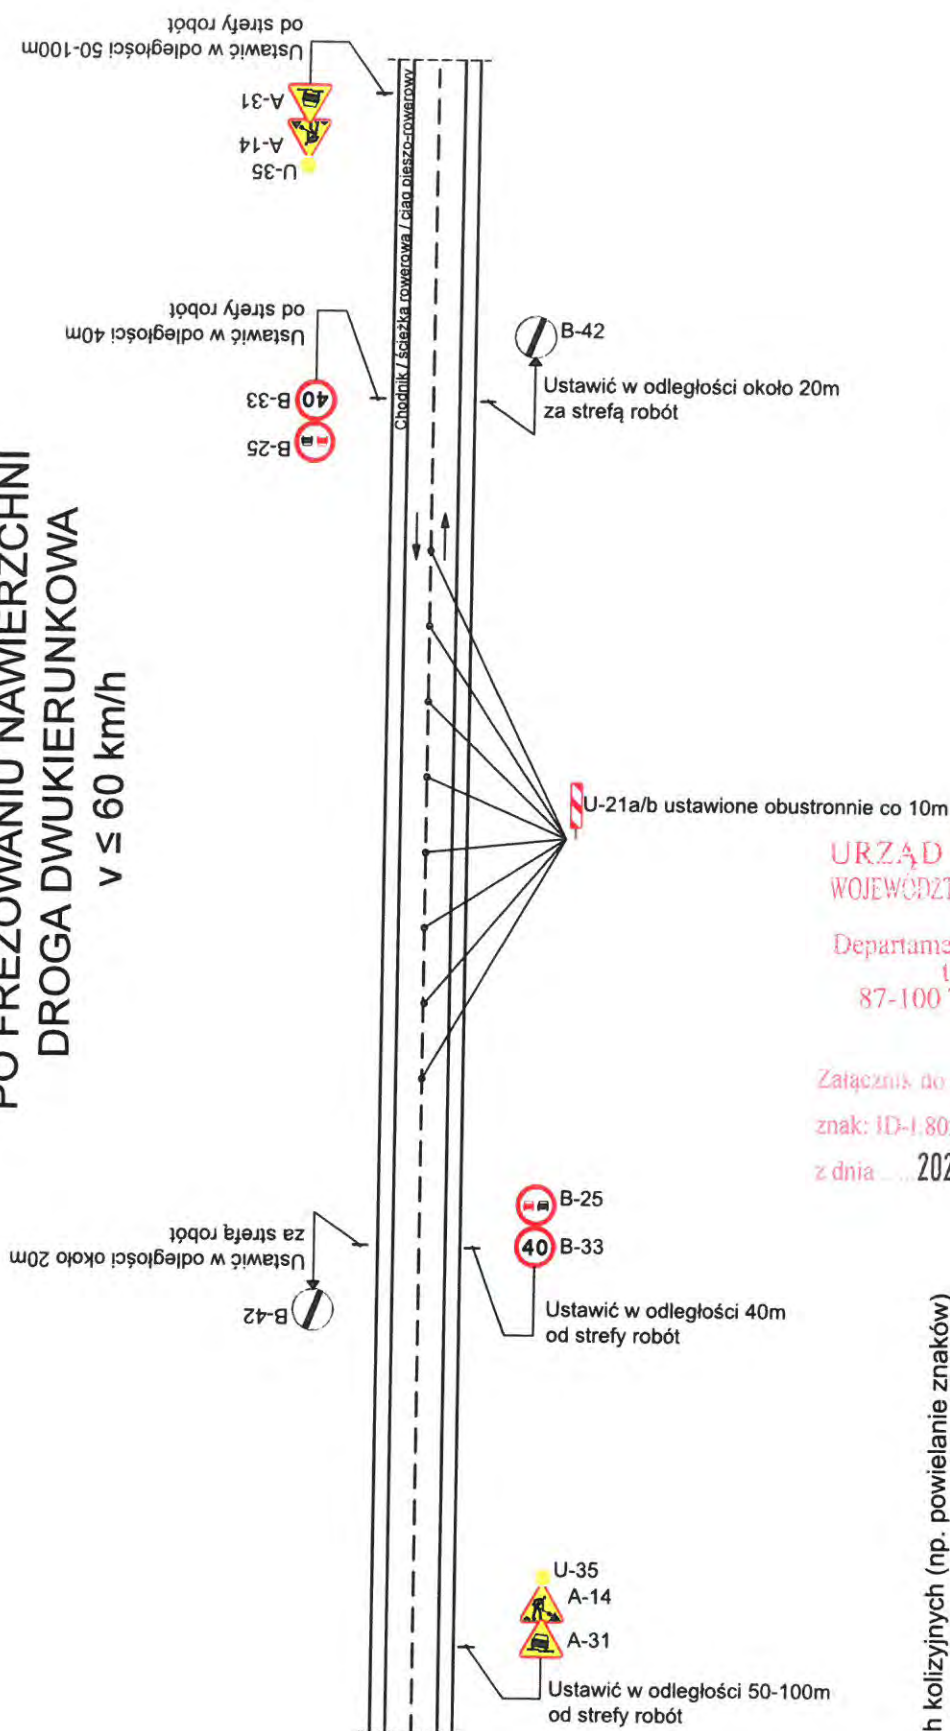 PO FREZOWANIU NAWIERZCHNI
DROGA DWUKIERUNKOWA
v ≤ 60 km/h
Ustawić w odległości 50-100m
od strefy robót
A-31
A-14
U-35
Chodnik / ścieżka rowerowa / ciąg pieszo-rowerowy
Ustawić w odległości 40m
od strefy robót
B-33
40
B-25
B-42
Ustawić w odległości około 20m
za strefą robót
U-21a/b ustawione obustronnie co 10m
URZĄD
WOJEWÓDZT
Departame
87-100
Załącznik do
znak: ID-I.80
z dnia 202
B-25
40 B-33
Ustawić w odległości 40m
od strefy robót
Ustawić w odległości około 20m
za strefą robót
B-42
U-35
A-14
A-31
Ustawić w odległości 50-100m
od strefy robót
h kolizyjnych (np. powielanie znaków)